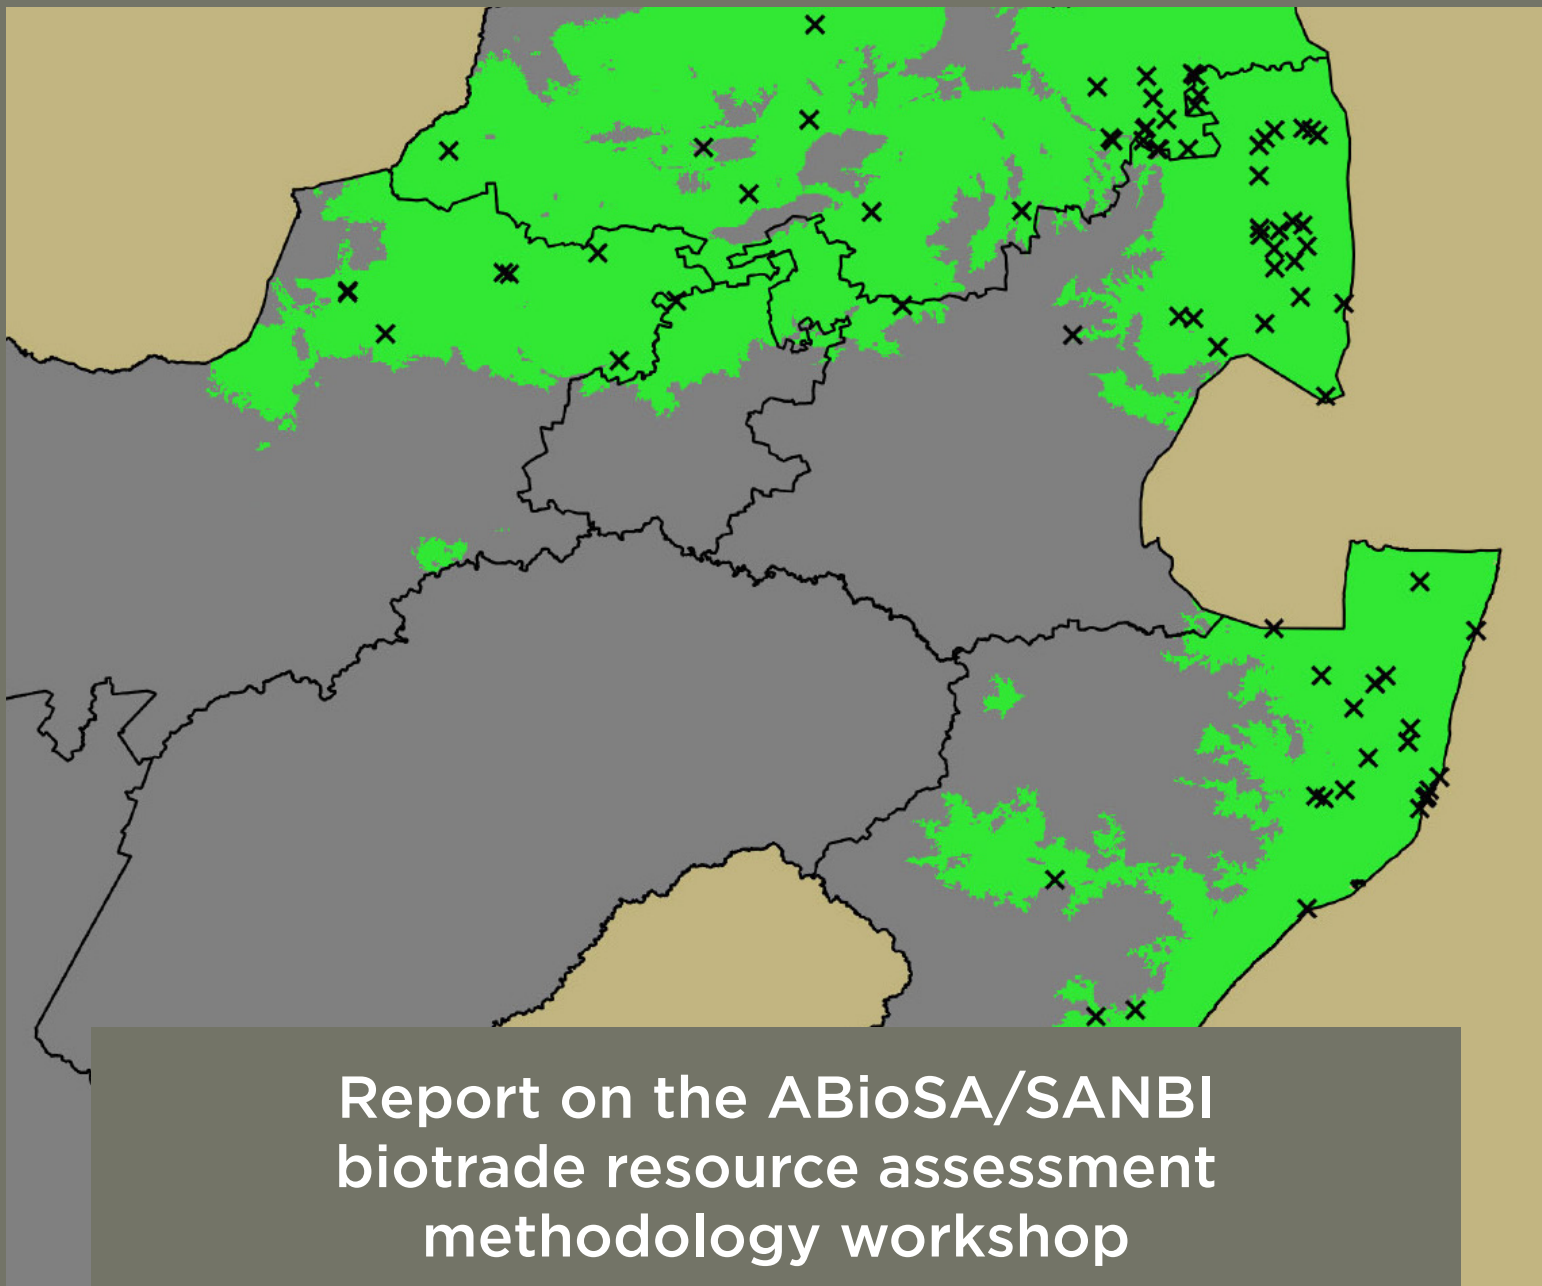 Report on the ABioSA/SANBI
biotrade resource assessment
methodology workshop